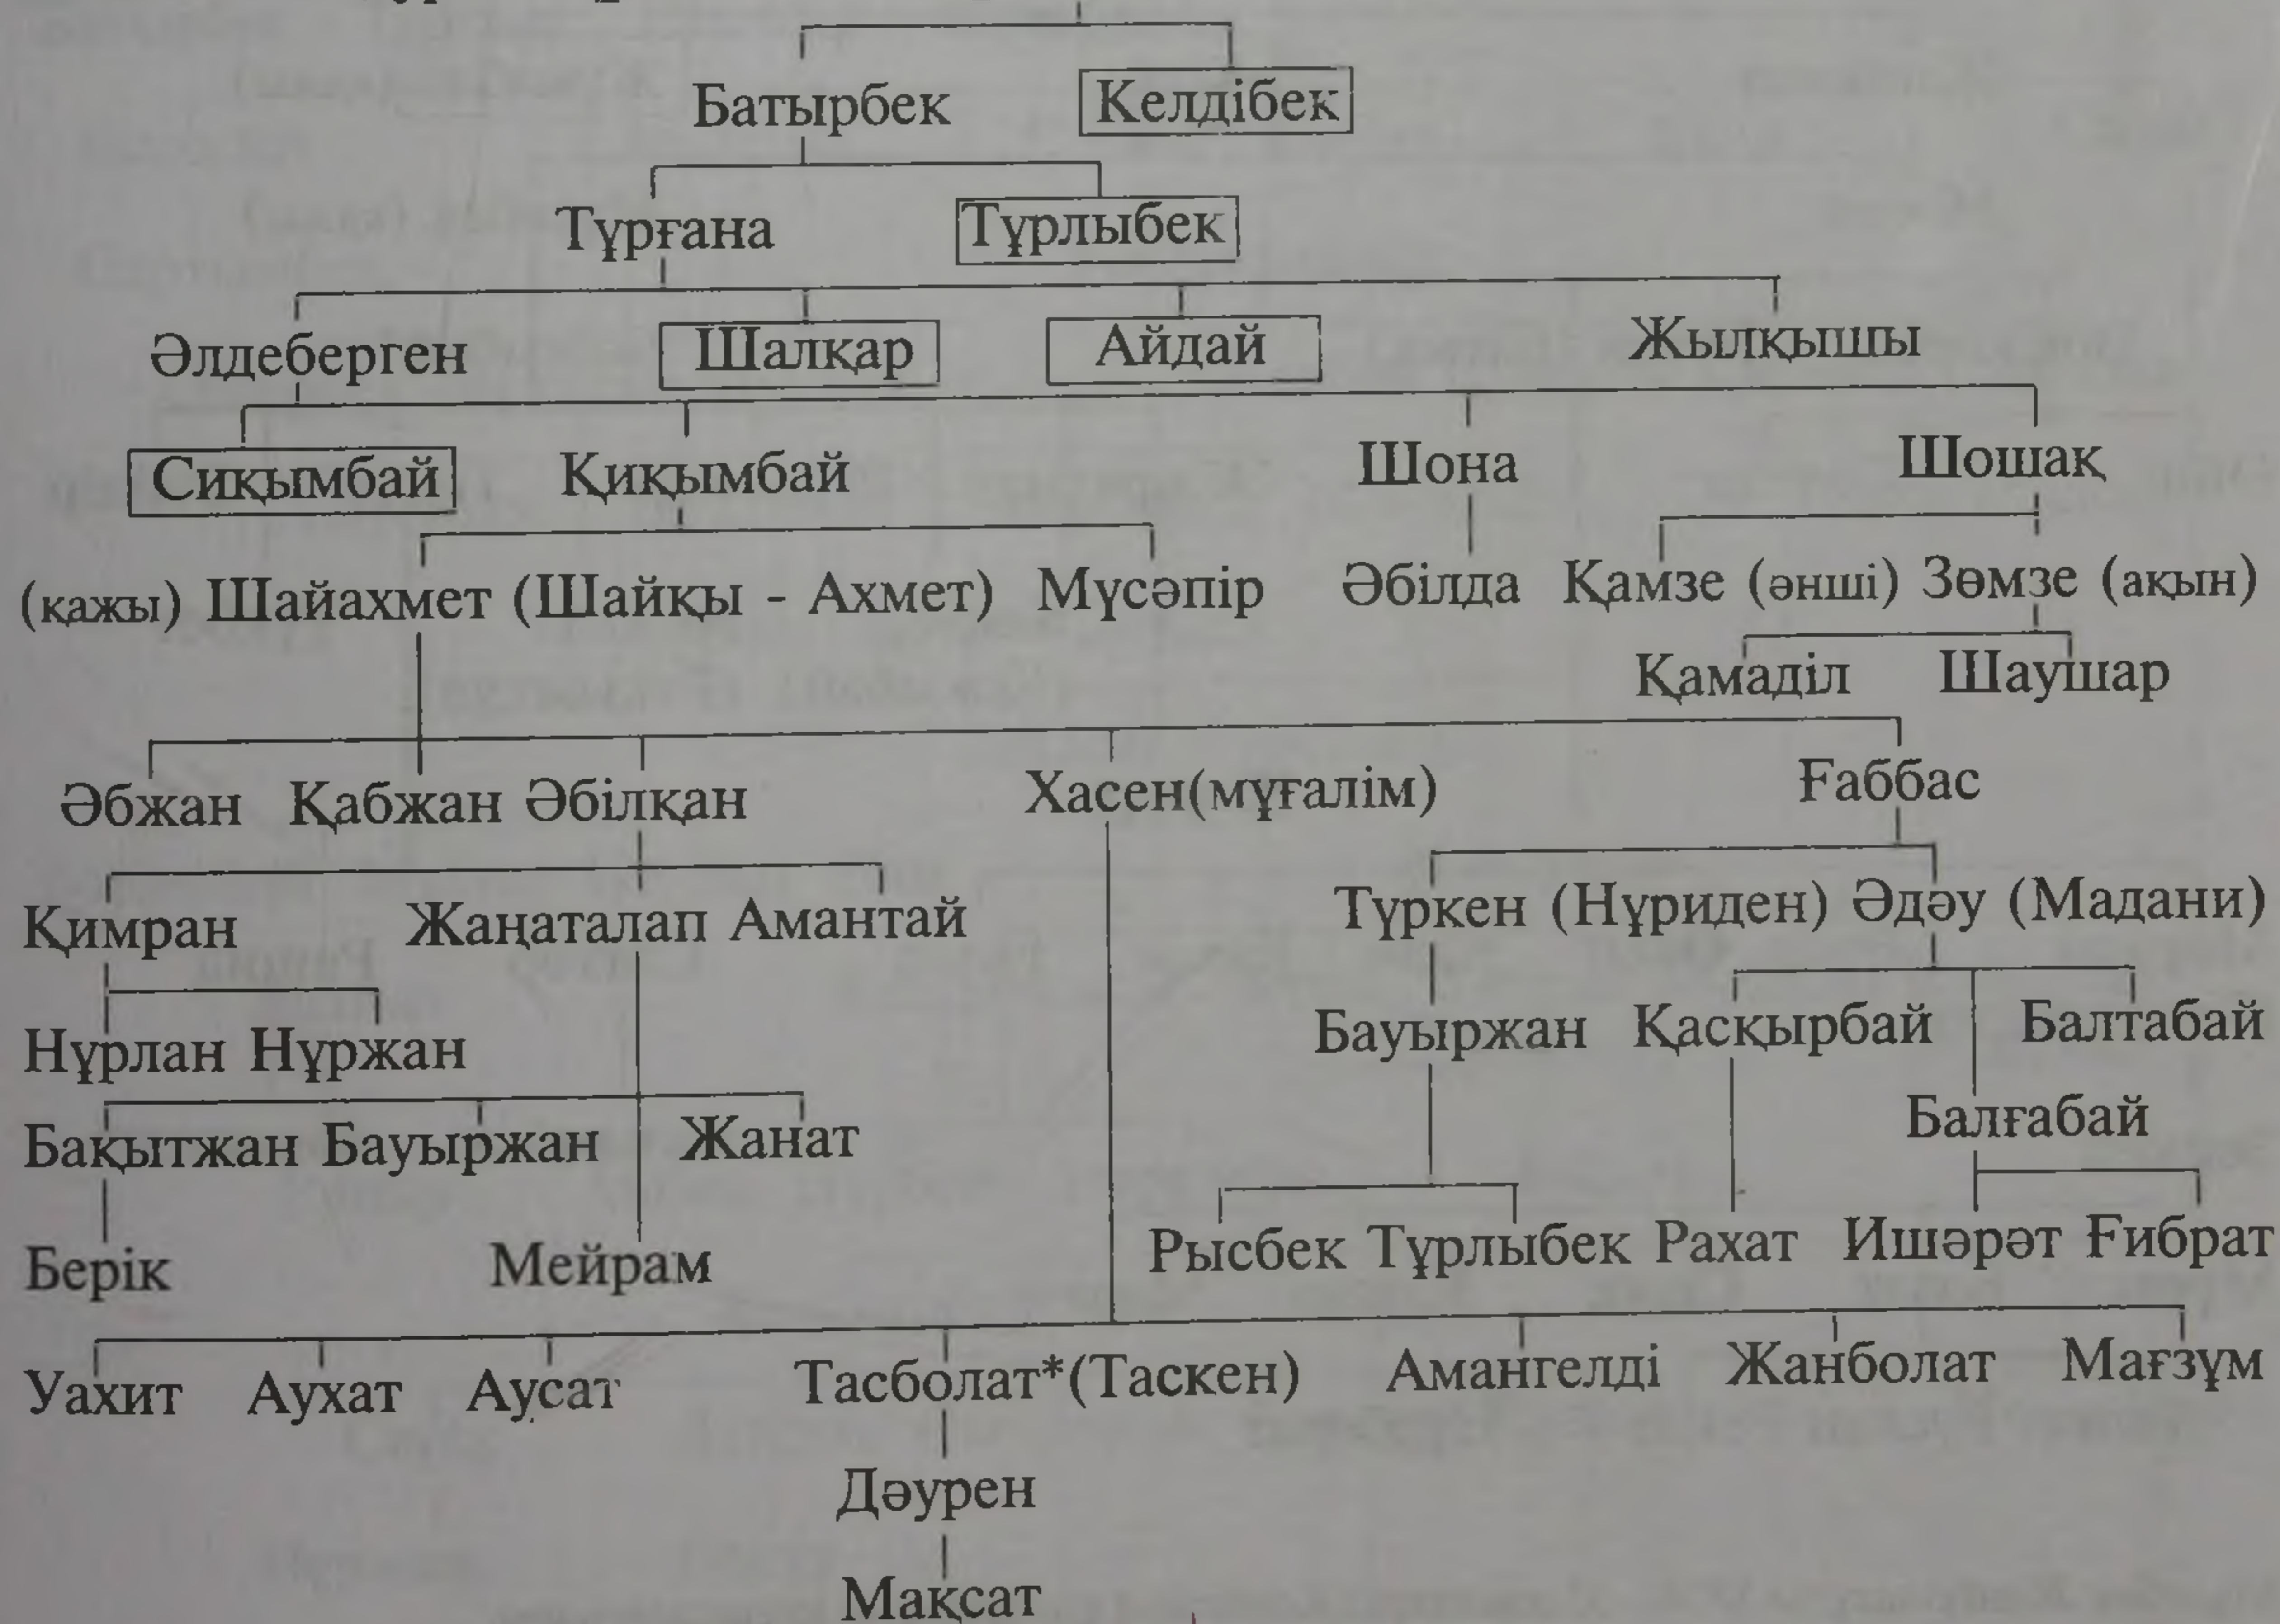 Батырбек Келдібек
Тұрғана Тұрлыбек
Әлдеберген Шалқар Айдай Жылқышы
Сиқымбай Қиқымбай Шона Шошақ
(қажы) Шайахмет (Шайқы - Ахмет) Мүсәпір Әбілда Қамзе (әнші) Зөмзе (ақын)
Қамаділ Шаушар
Әбжан Қабжан Әбілқан Хасен(мұғалім) Ғаббас
Қимран Жаңаталап Амантай Түркен (Нұриден) Әдәу (Мадани)
Нұрлан Нұржан Бауыржан Қасқырбай Балтабай
Бақытжан Бауыржан Жанат Балғабай
Берік Мейрам Рысбек Тұрлыбек Рахат Ишәрәт Ғибрат
Уахит Аухат Аусат Тасболат*(Таскен) Амангелді Жанболат Мағзұм
Дәурен
Мақсат